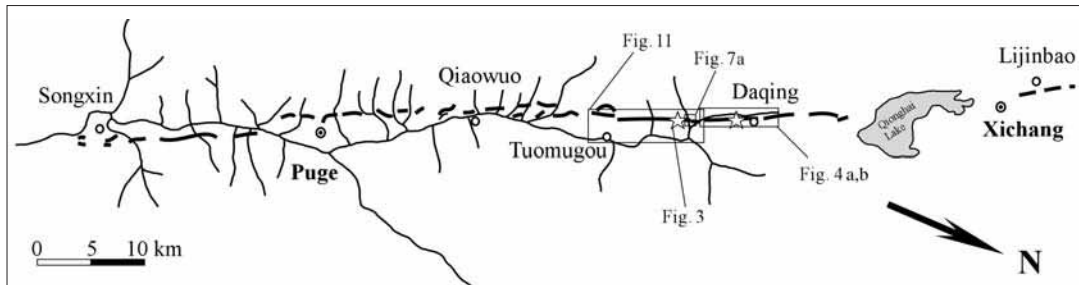 Fig. 11
Fig. 7a
Lijinbao
Songxin
Qiaowuo
Daqing
Qionghai
Lake
Xichang
Puge
Tuomugou
Fig. 4a,b
Fig. 3
0 5 10 km
N